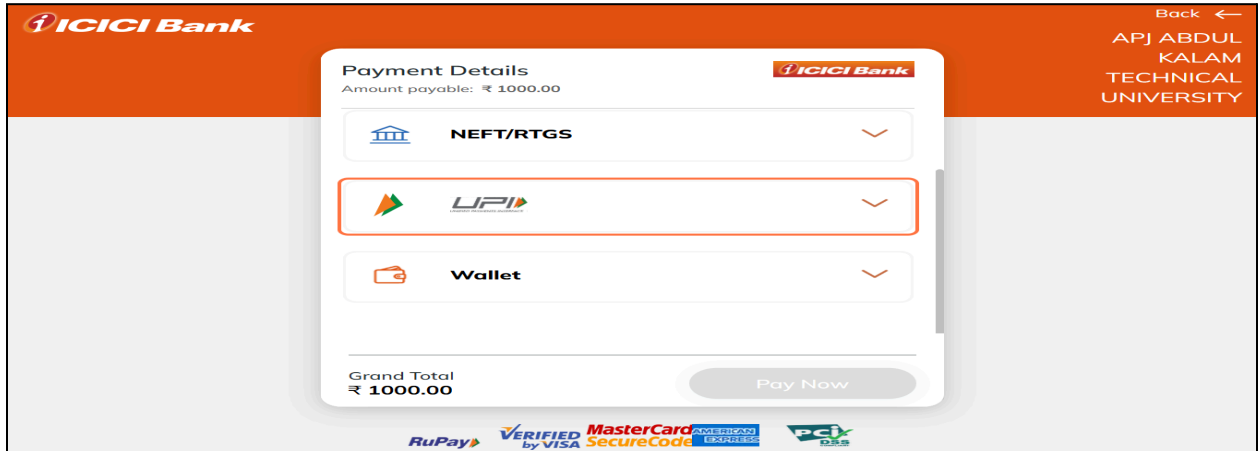 ICICI Bank
Back ←
APJ ABDUL
KALAM
TECHNICAL
UNIVERSITY
Payment Details
ICICI Bank
Amount payable: ₹ 1000.00
NEFT/RTGS
UPI
Wallet
Grand Total
₹ 1000.00
Pay Now
RuPay
VERIFIED
by VISA
MasterCard
SecureCode
AMERICAN
EXPRESS
PCI
DSS